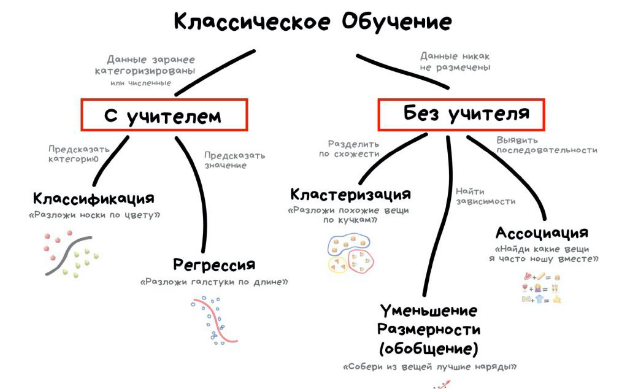 Классическое Обучение
Данные заранее
категоризированы
или численные
Данные никак
не размечены
С учителем
Без учителя
Предсказать
категорию
Предсказать
значение
Разделить
по схожести
Выявить
последовательности
Классификация
«Разложи носки по цвету»
Кластеризация
«Разложи похожие вещи
по кучкам»
Найти
зависимости
Ассоциация
«Найди какие вещи
я часто ношу вместе»
Регрессия
«Разложи галстуки по длине»
Уменьшение
Размерности
(обобщение)
«Собери из вещей лучшие наряды»